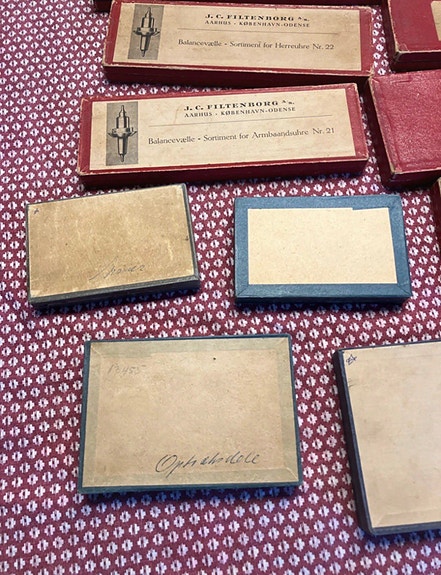 J. C. FILTENBORG A/S.
AARHUS - KØBENHAVN - ODENSE
Balancevælle - Sortiment for Herreuhre Nr. 22
J. C. FILTENBORG A/S.
AARHUS - KØBENHAVN - ODENSE
Balancevælle - Sortiment for Armbaandsuhre Nr. 21